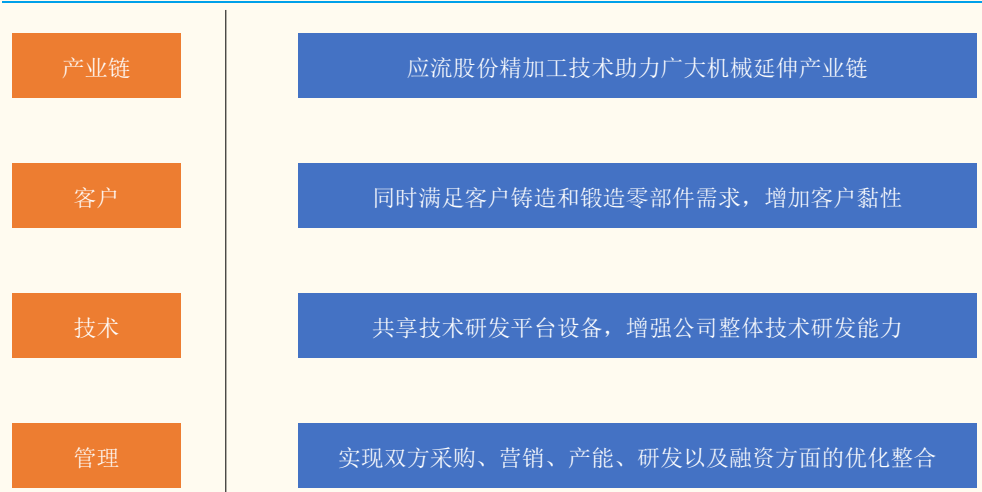 产业链
应流股份精加工技术助力广大机械延伸产业链
客户
同时满足客户铸造和锻造零部件需求，增加客户黏性
技术
共享技术研发平台设备，增强公司整体技术研发能力
管理
实现双方采购、营销、产能、研发以及融资方面的优化整合